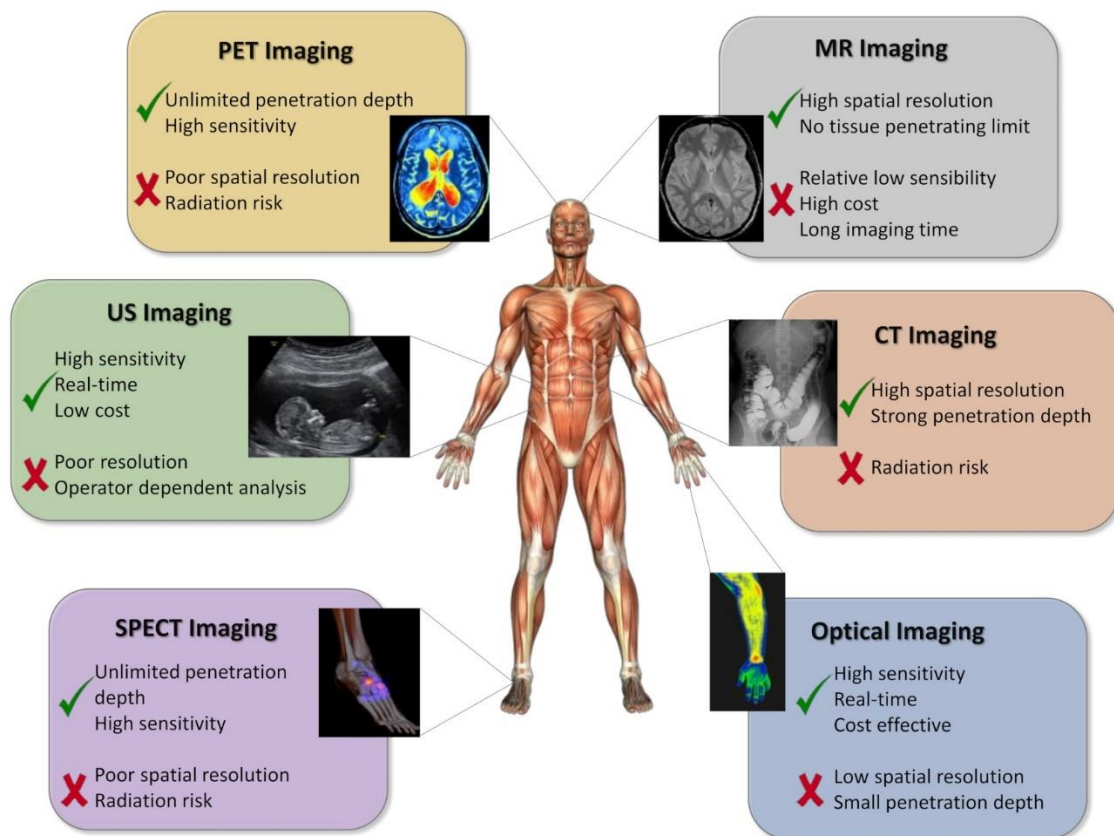 PET Imaging
Unlimited penetration depth
High sensitivity
Poor spatial resolution
Radiation risk
MR Imaging
High spatial resolution
No tissue penetrating limit
Relative low sensibility
High cost
Long imaging time
US Imaging
High sensitivity
Real-time
Low cost
Poor resolution
Operator dependent analysis
CT Imaging
High spatial resolution
Strong penetration depth
Radiation risk
SPECT Imaging
Unlimited penetration
depth
High sensitivity
Poor spatial resolution
Radiation risk
Optical Imaging
High sensitivity
Real-time
Cost effective
Low spatial resolution
Small penetration depth